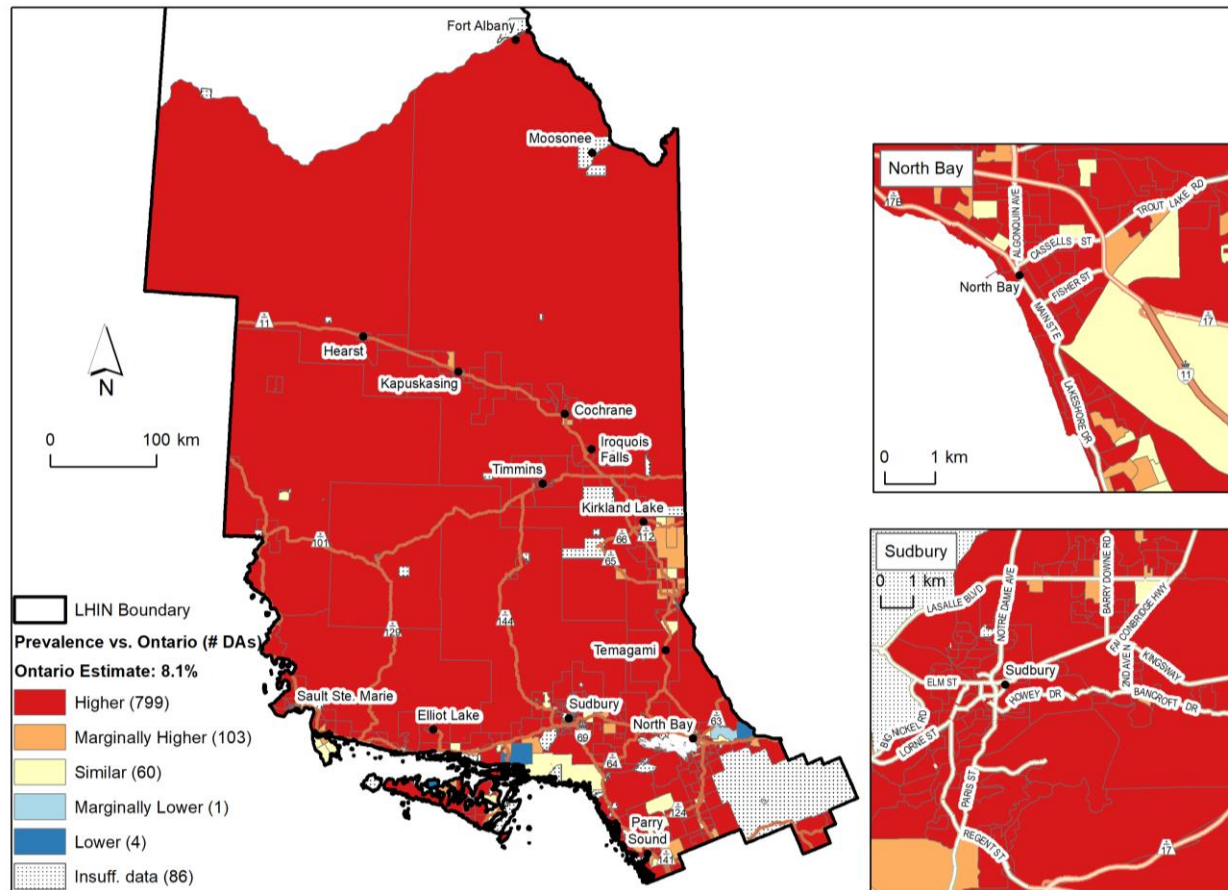 Fort Albany
Moosonee
11
Hearst
Kapuskasing
Cochrane
Iroquois
Falls
Timmins
Kirkland Lake
N
0 100 km
101
66
112
65
129
144
Temagami
Sault Ste. Marie
Elliot Lake
Sudbury
69
North Bay
63
64
124
Parry
Sound
141
LHIN Boundary
Prevalence vs. Ontario (# DAs)
Ontario Estimate: 8.1%
Higher (799)
Marginally Higher (103)
Similar (60)
Marginally Lower (1)
Lower (4)
Insuff. data (86)
North Bay
17B
ALGONQUIN AVE
TROUT LAKE RD
CASSELLS ST
North Bay
FISHER ST
MAIN ST E
17
11
LAKESHORE DR
0 1 km
Sudbury
0 1 km
LASALLE BLVD
NOTRE DAME AVE
BARRY DOWNE RD
FALCONBRIDGE HWY
2ND AVE N
KINGSWAY
Sudbury
ELM ST
HOWEY DR
BANCROFT DR
BIG NICKEL RD
LORNE ST
PARIS ST
REGENT ST
17